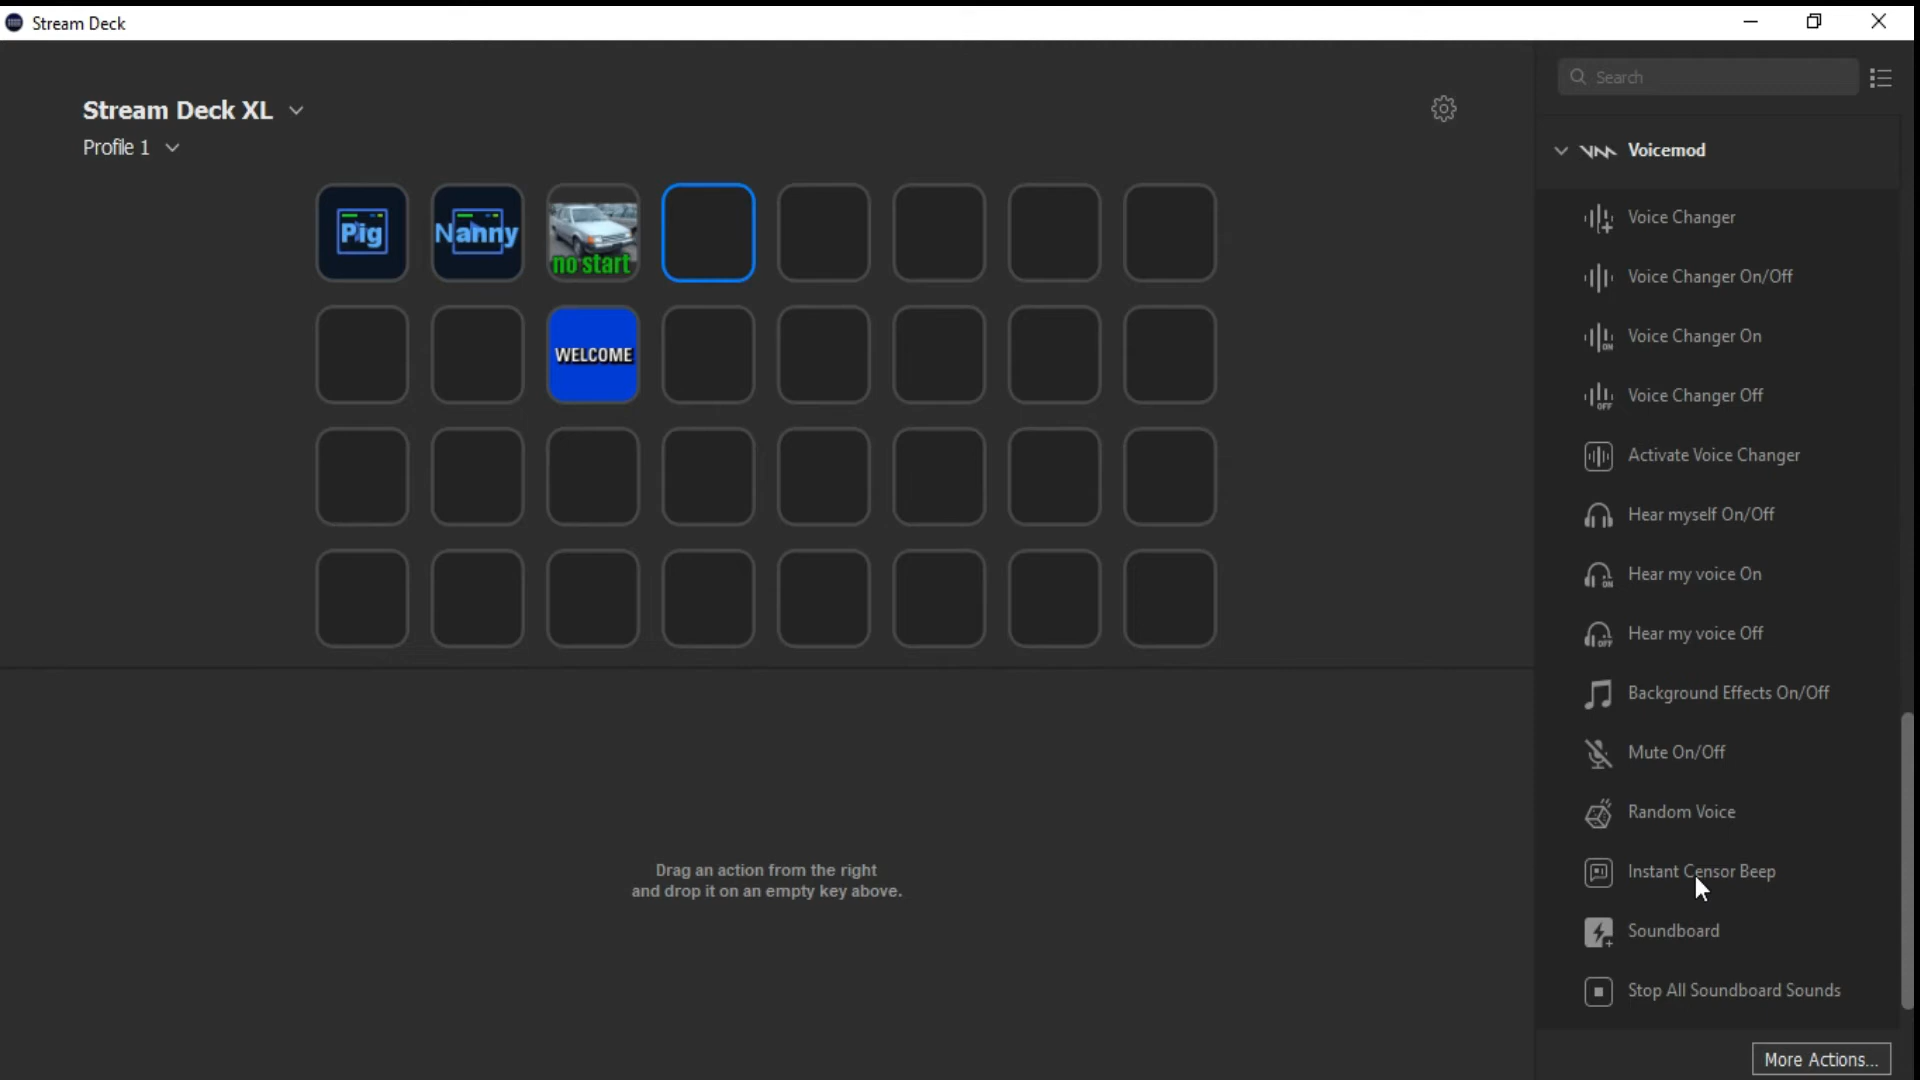 Stream Deck
Search
Stream Deck XL
Profile 1
Voicemod
Pig
Nanny
no start
WELCOME
Voice Changer
Voice Changer On/Off
Voice Changer On
Voice Changer Off
Activate Voice Changer
Hear myself On/Off
Hear my voice On
Hear my voice Off
Background Effects On/Off
Mute On/Off
Random Voice
Instant Censor Beep
Soundboard
Stop All Soundboard Sounds
Drag an action from the right
and drop it on an empty key above.
More Actions...